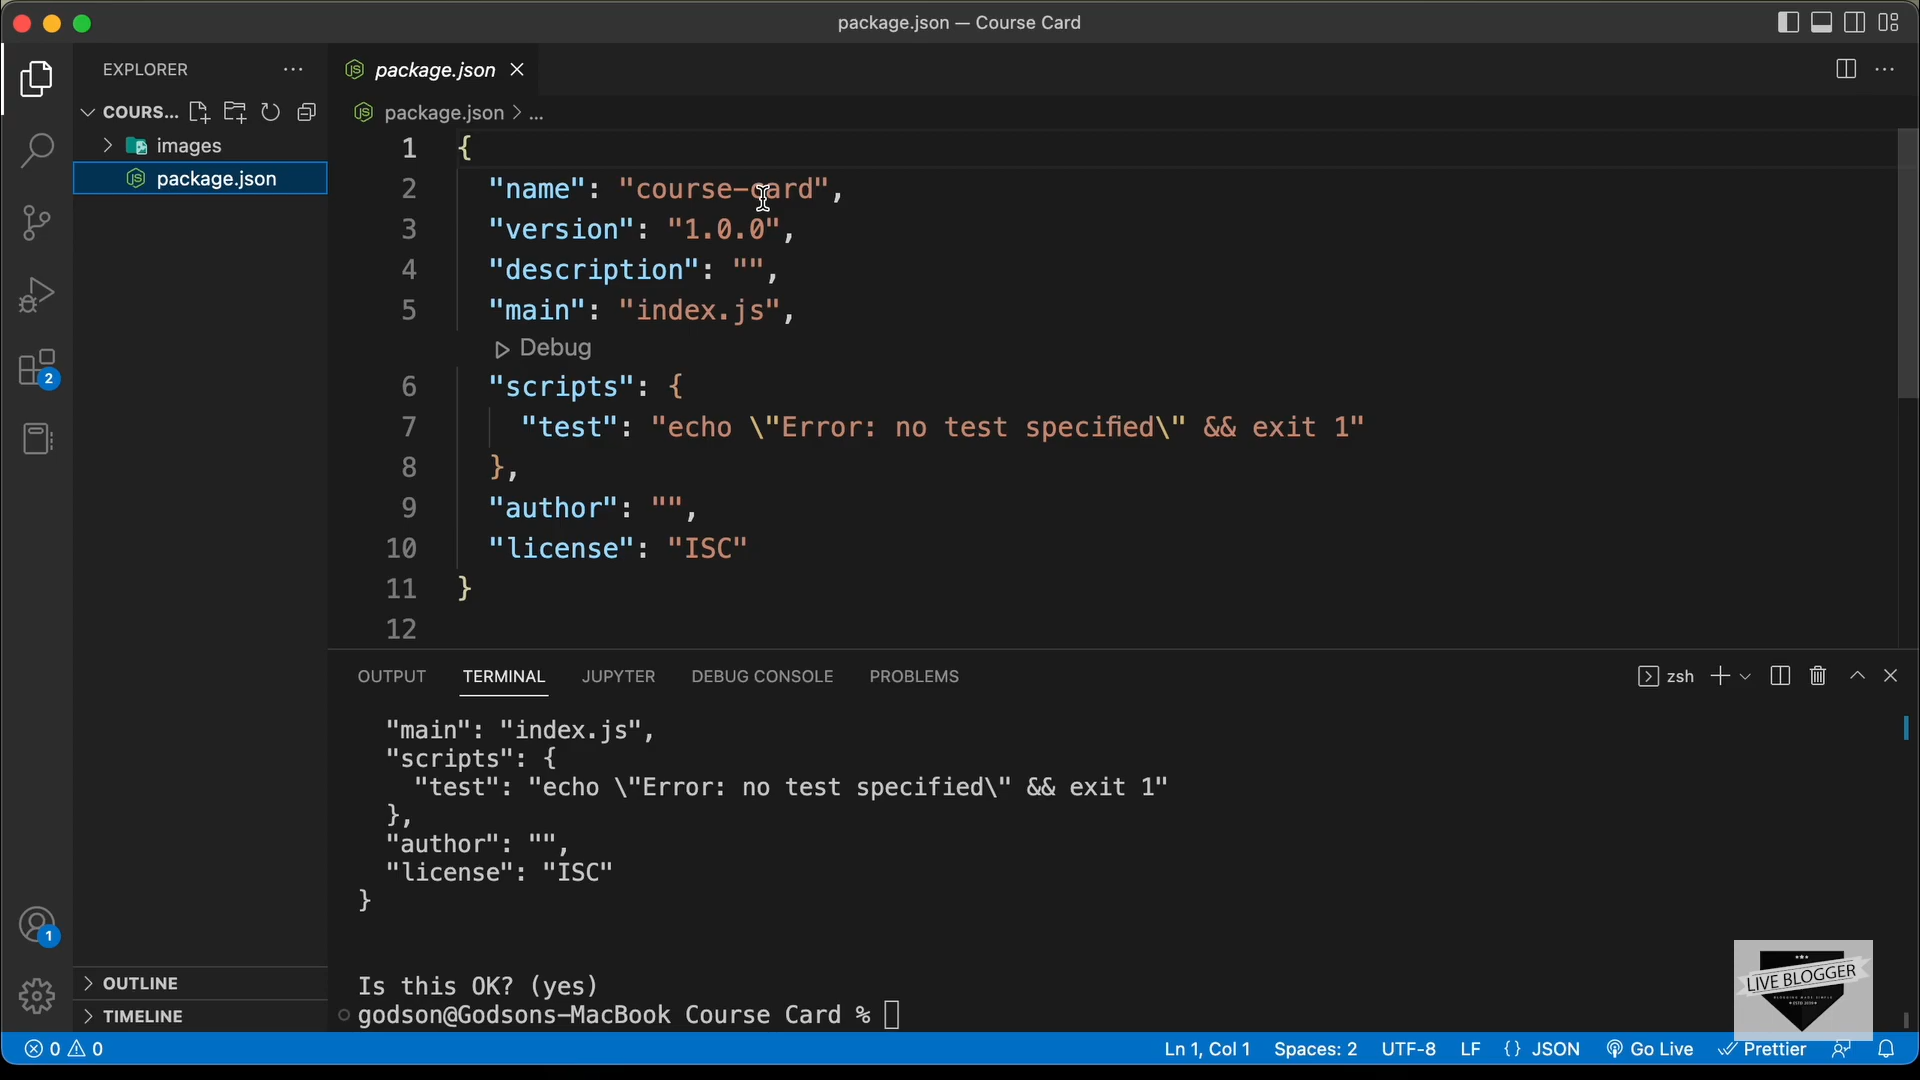 package.json — Course Card
EXPLORER
COURS...
images
package.json
OUTLINE
TIMELINE
package.json
package.json > ...
1 {
2 "name": "course-card",
3 "version": "1.0.0",
4 "description": "",
5 "main": "index.js",
Debug
6 "scripts": {
7 "test": "echo \"Error: no test specified\" && exit 1"
8 },
9 "author": "",
10 "license": "ISC"
11 }
12
OUTPUT TERMINAL JUPYTER DEBUG CONSOLE PROBLEMS
zsh
"main": "index.js",
"scripts": {
"test": "echo \"Error: no test specified\" && exit 1"
},
"author": "",
"license": "ISC"
}
Is this OK? (yes)
godson@Godsons-MacBook Course Card %
2
1
LIVE BLOGGER
0 0
Ln 1, Col 1 Spaces: 2 UTF-8 LF {} JSON Go Live Prettier